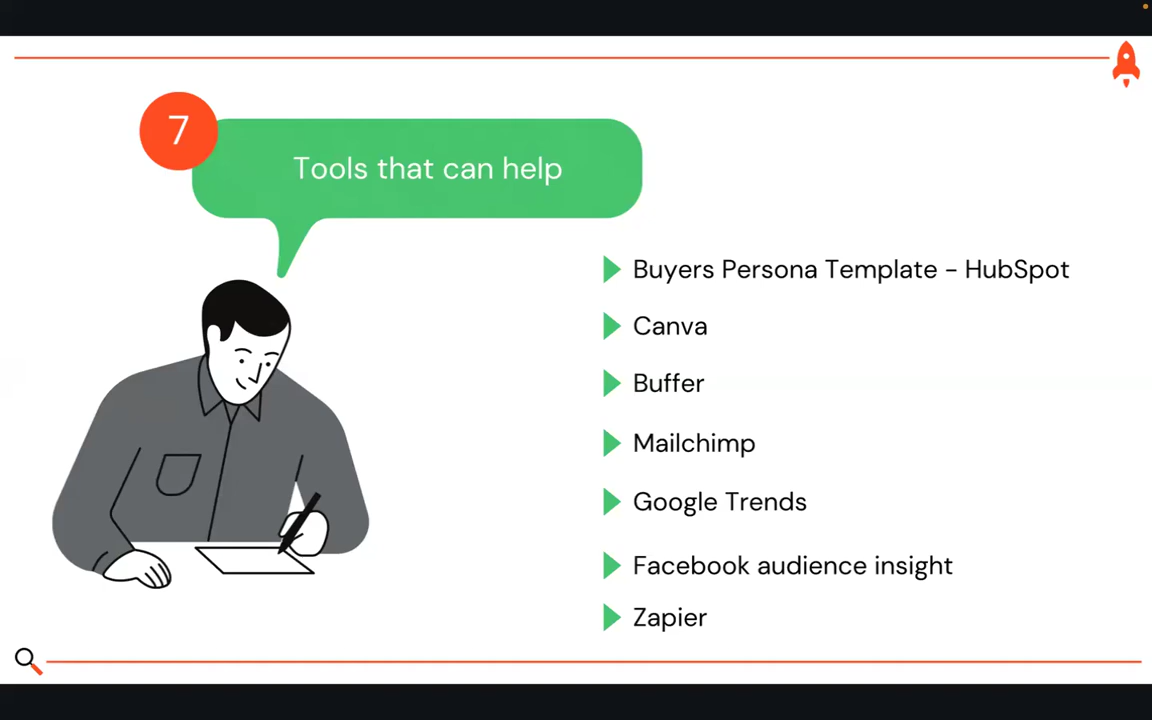 7
Tools that can help
Buyers Persona Template - HubSpot
Canva
Buffer
Mailchimp
Google Trends
Facebook audience insight
Zapier